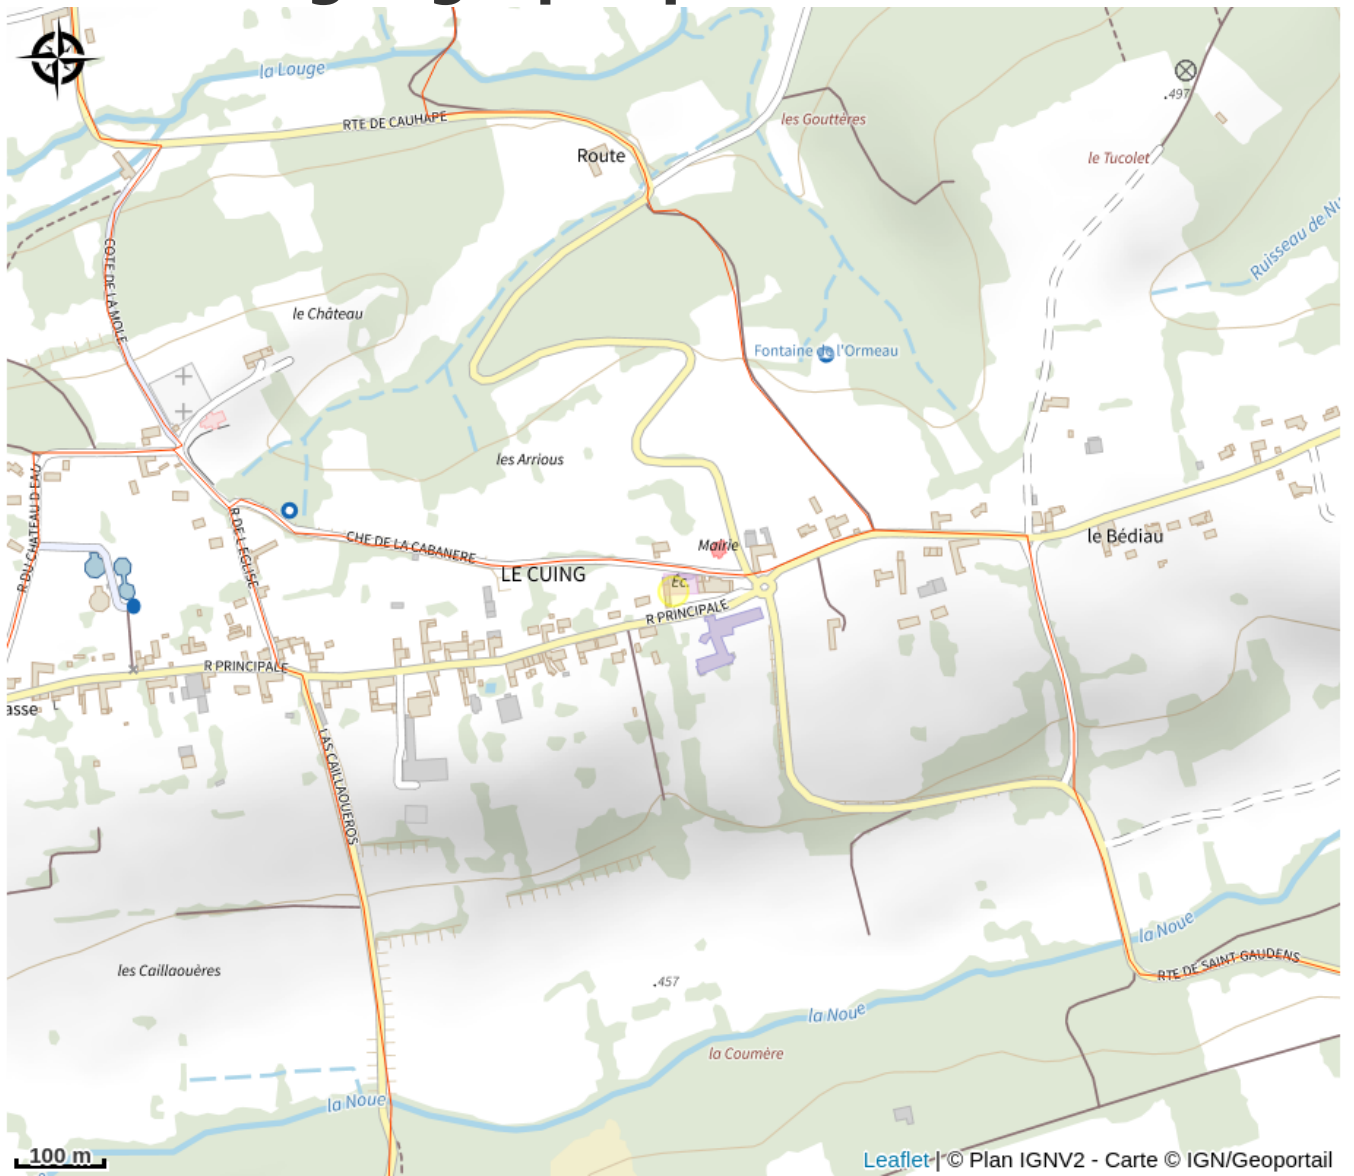 la Louge
.497
RTE DE CAUHAPE
les Gouttères
Route
le Tucolet
COTE DE LA MOLE
le Château
Fontaine de l'Ormeau
les Arrious
R DU CHATEAU D EAU
R DE L EGLISE
CHE DE LA CABANERE
Mairie
le Bédiau
LE CUING
Éc.
R PRINCIPALE
R PRINCIPALE
asse
LAS CAILLAOUEROS
la Noue
RTE DE SAINT GAUDENS
les Caillaouères
.457
la Noue
la Coumère
la Noue
100 m
Leaflet | © Plan IGNV2 - Carte © IGN/Geoportail